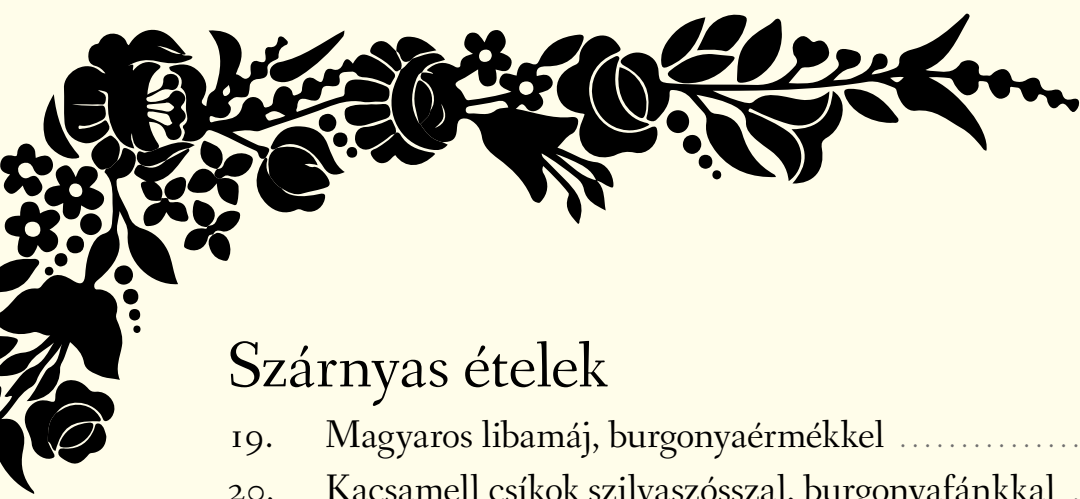 Szárnyas ételek
19. Magyaros libamáj, burgonyaérmékkel ................
20. Kacsamell csíkok szilvaszósszal, burgonyafánkkal